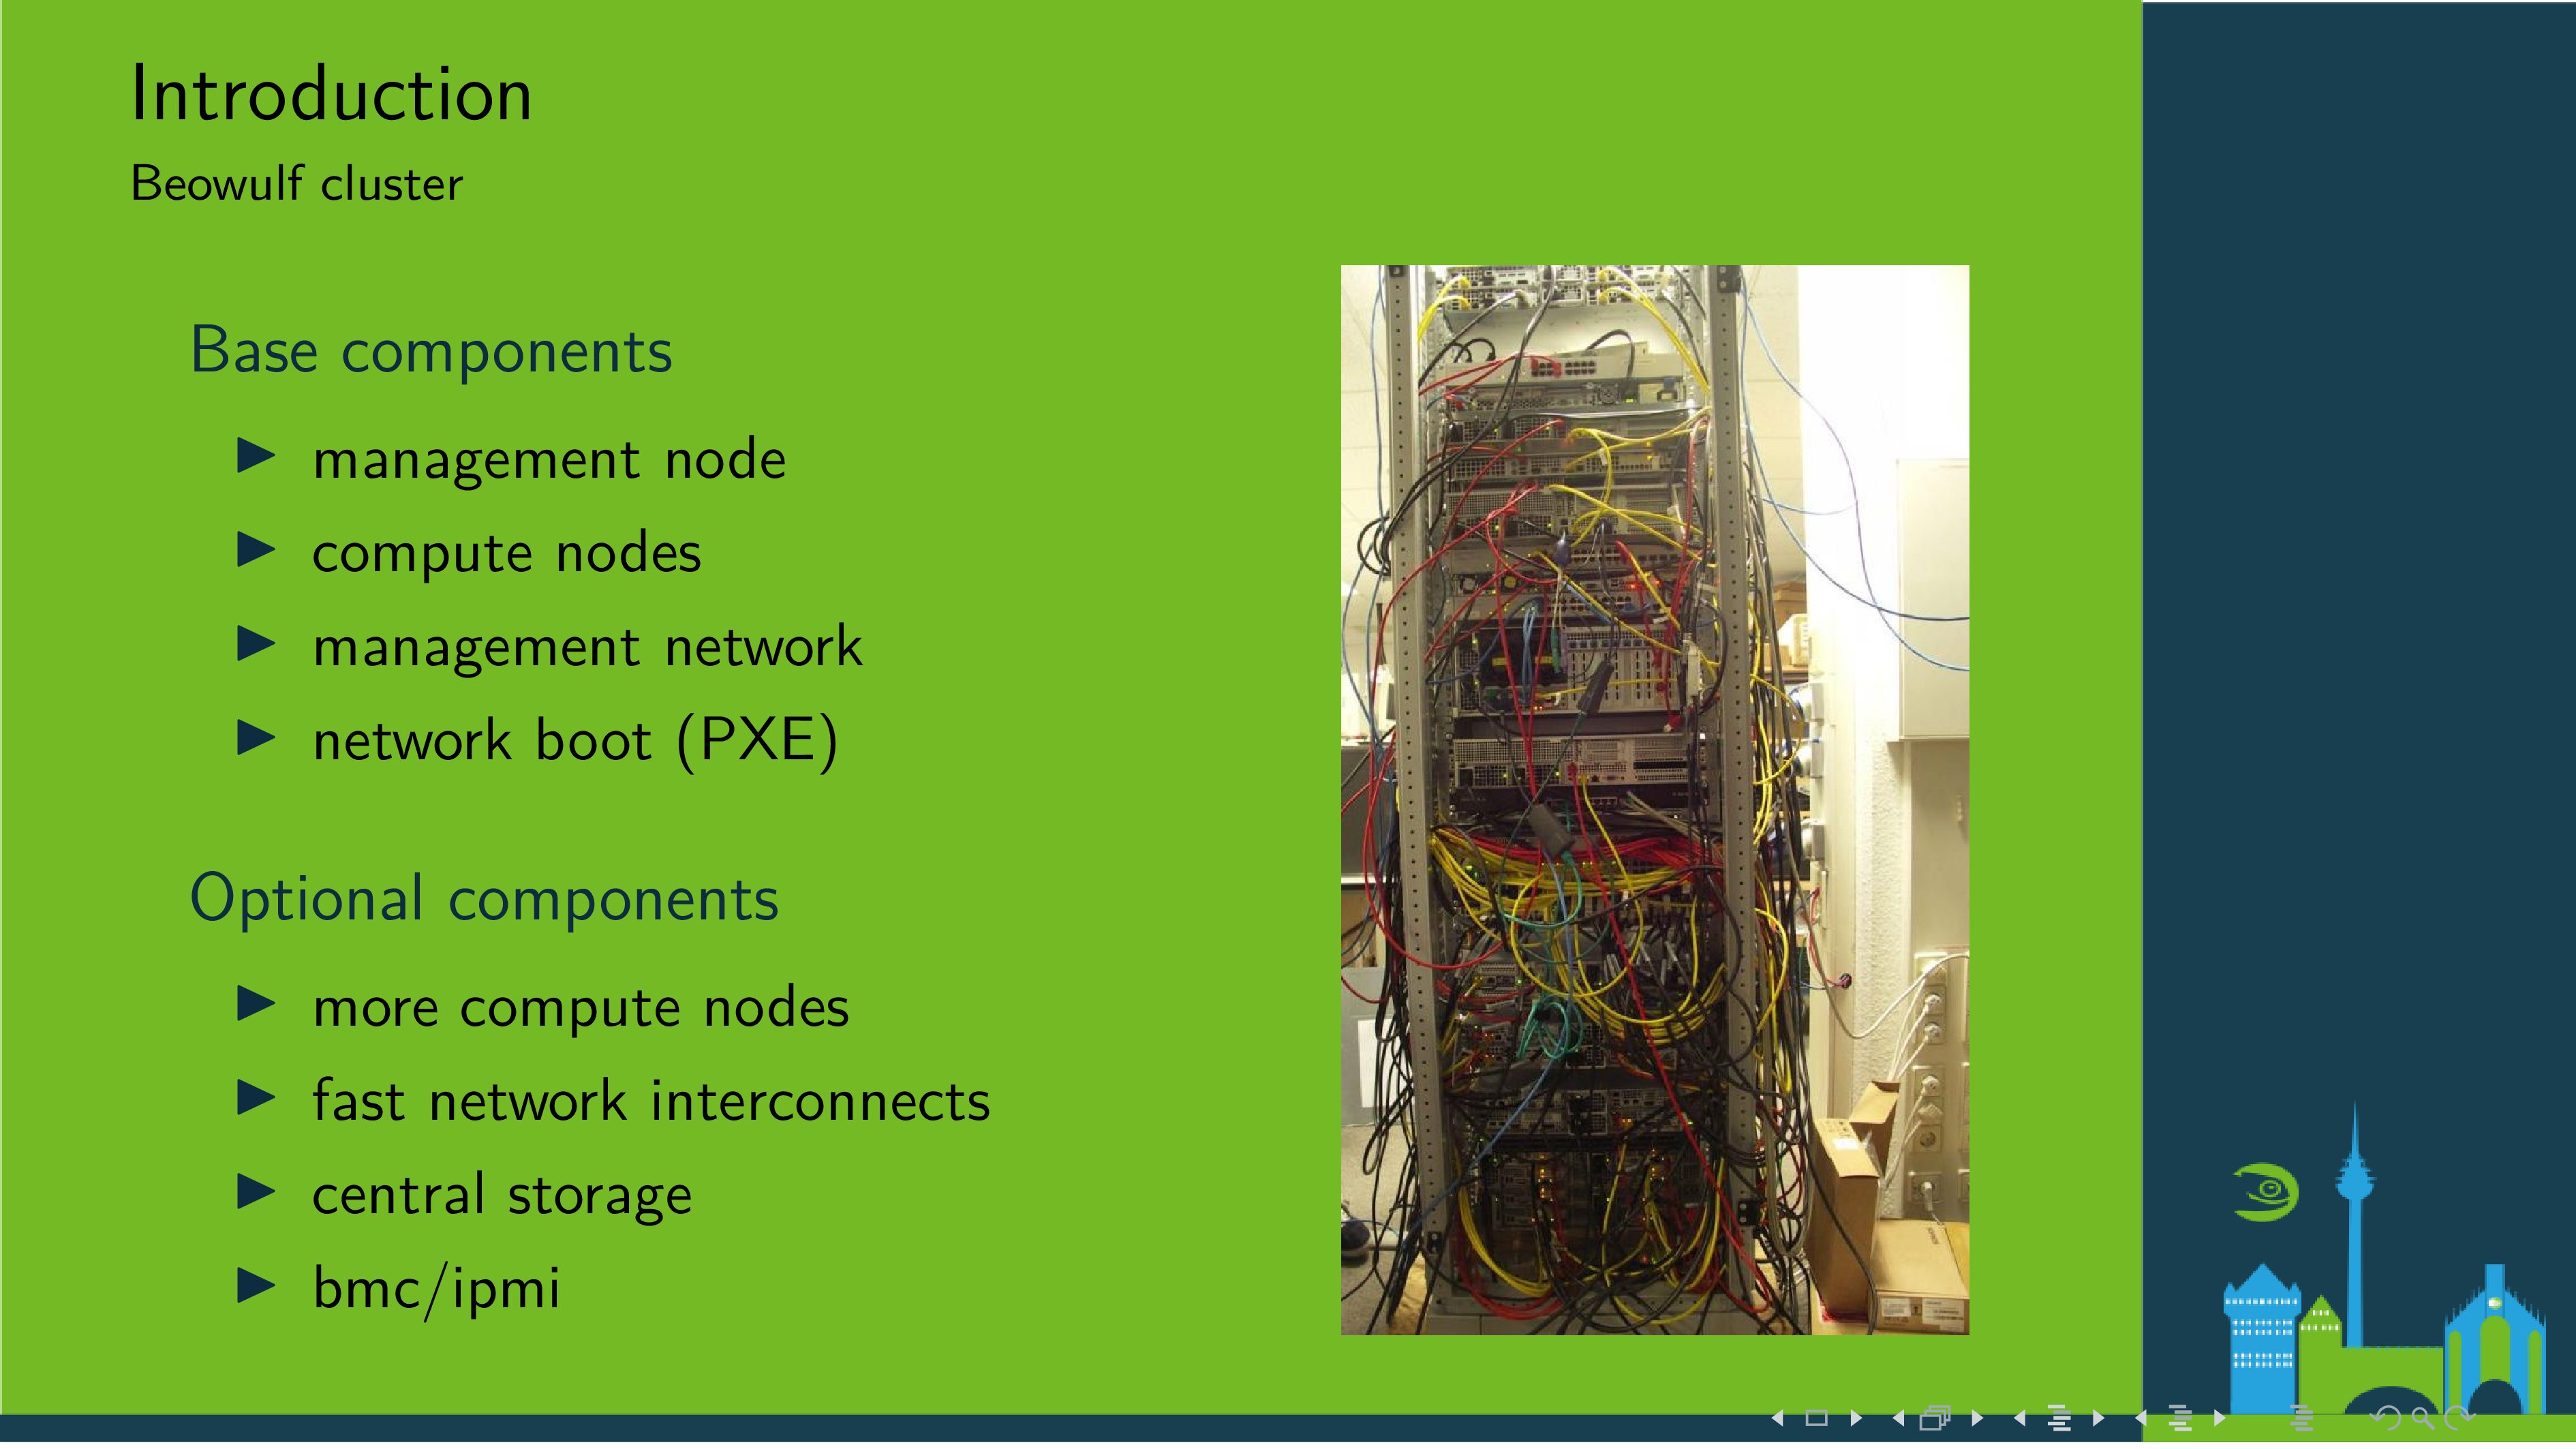 Introduction
Beowulf cluster
Base components
management node
compute nodes
management network
network boot (PXE)
Optional components
more compute nodes
fast network interconnects
central storage
bmc/ipmi